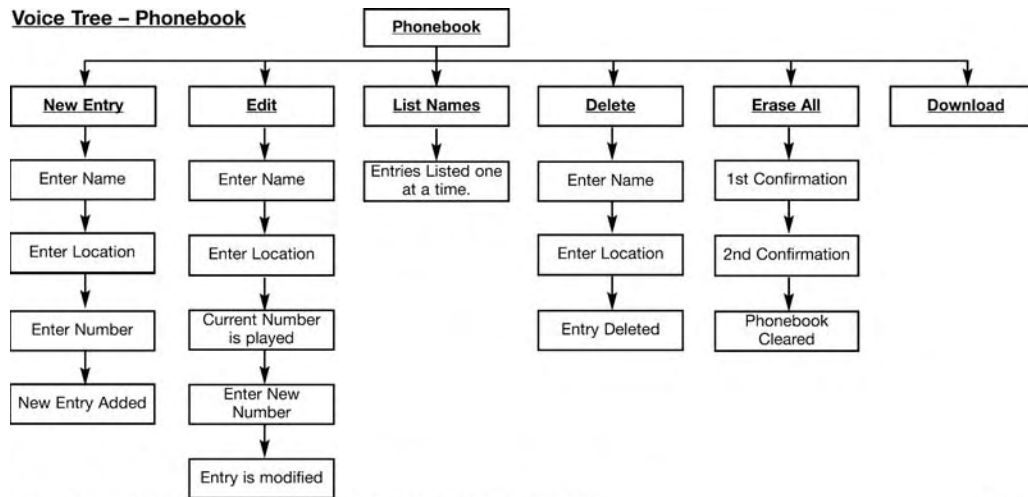 Voice Tree – Phonebook
Phonebook
New Entry
Edit
List Names
Delete
Erase All
Download
Enter Name
Enter Name
Entries Listed one
at a time.
Enter Name
1st Confirmation
Enter Location
Enter Location
Enter Location
2nd Confirmation
Enter Number
Current Number
is played
Entry Deleted
Phonebook
Cleared
New Entry Added
Enter New
Number
Entry is modified